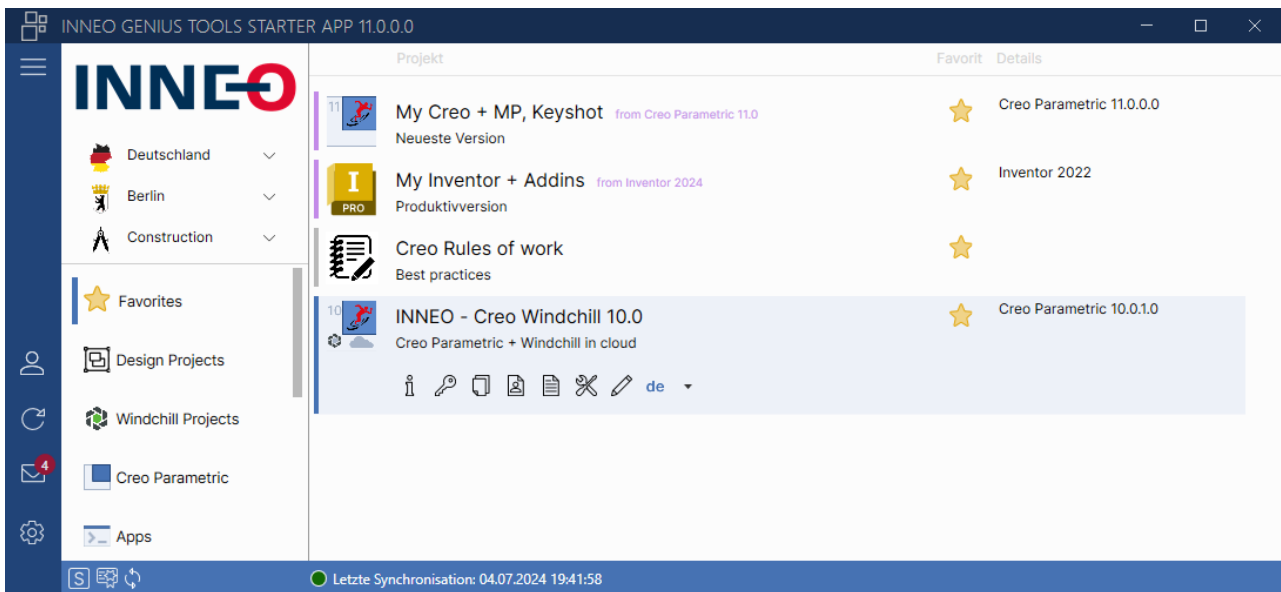 INNEO GENIUS TOOLS STARTER APP 11.0.0.0
INNEO
Deutschland
Berlin
Construction
Favorites
Design Projects
Windchill Projects
Creo Parametric
Apps
4
Projekt Favorit Details
11 My Creo + MP, Keyshot from Creo Parametric 11.0 Creo Parametric 11.0.0.0
Neueste Version
I PRO My Inventor + Addins from Inventor 2024 Inventor 2022
Produktivversion
Creo Rules of work
Best practices
10 INNEO - Creo Windchill 10.0 Creo Parametric 10.0.1.0
Creo Parametric + Windchill in cloud
de
S Letzte Synchronisation: 04.07.2024 19:41:58